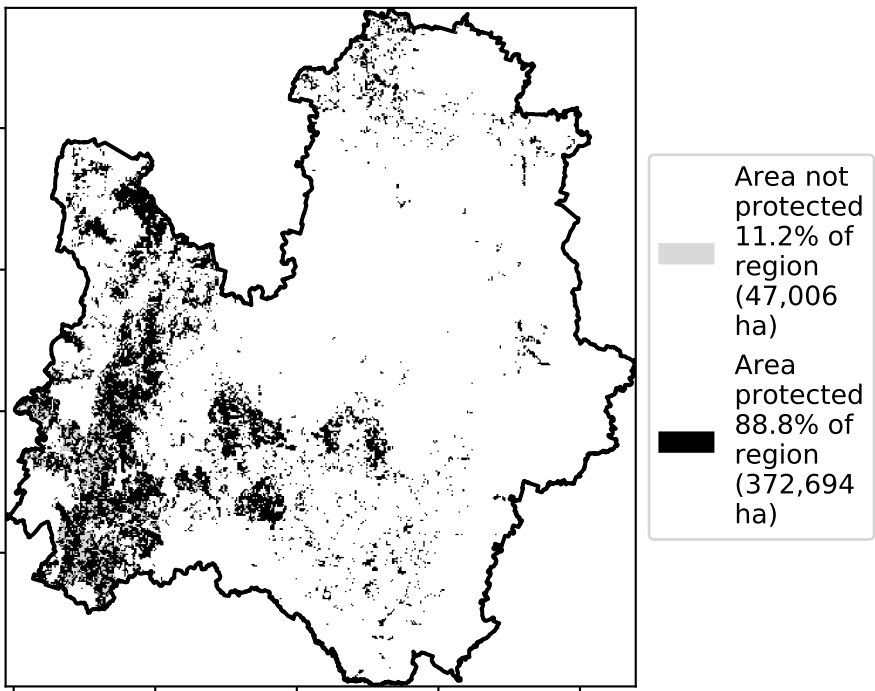 Area not
protected
11.2% of
region
(47,006
ha)
Area
protected
88.8% of
region
(372,694
ha)